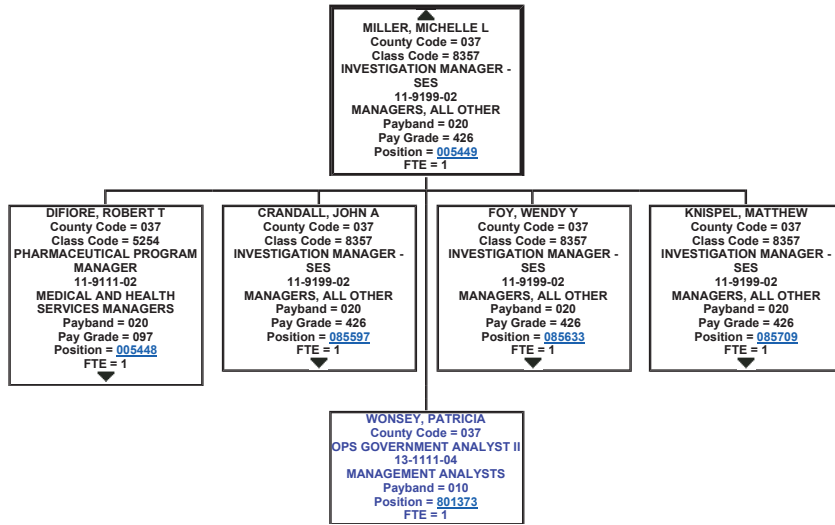 MILLER, MICHELLE L
County Code = 037
Class Code = 8357
INVESTIGATION MANAGER -
SES
11-9199-02
MANAGERS, ALL OTHER
Payband = 020
Pay Grade = 426
Position = 005449
FTE = 1
DIFIORE, ROBERT T
County Code = 037
Class Code = 5254
PHARMACEUTICAL PROGRAM
MANAGER
11-9111-02
MEDICAL AND HEALTH
SERVICES MANAGERS
Payband = 020
Pay Grade = 097
Position = 005448
FTE = 1
CRANDALL, JOHN A
County Code = 037
Class Code = 8357
INVESTIGATION MANAGER -
SES
11-9199-02
MANAGERS, ALL OTHER
Payband = 020
Pay Grade = 426
Position = 085597
FTE = 1
FOY, WENDY Y
County Code = 037
Class Code = 8357
INVESTIGATION MANAGER -
SES
11-9199-02
MANAGERS, ALL OTHER
Payband = 020
Pay Grade = 426
Position = 085633
FTE = 1
KNISPEL, MATTHEW
County Code = 037
Class Code = 8357
INVESTIGATION MANAGER -
SES
11-9199-02
MANAGERS, ALL OTHER
Payband = 020
Pay Grade = 426
Position = 085709
FTE = 1
WONSEY, PATRICIA
County Code = 037
OPS GOVERNMENT ANALYST II
13-1111-04
MANAGEMENT ANALYSTS
Payband = 010
Position = 801373
FTE = 1